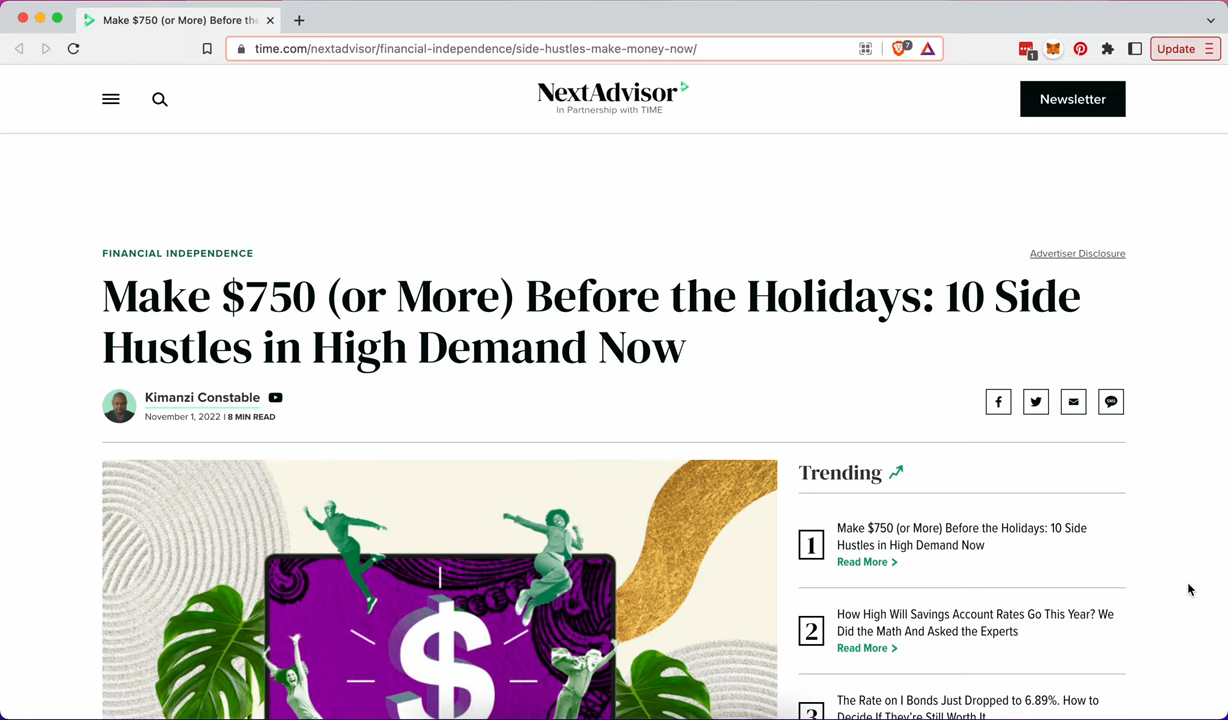 Make $750 (or More) Before the
time.com/nextadvisor/financial-independence/side-hustles-make-money-now/
7
1
Update
NextAdvisor
In Partnership with TIME
Newsletter
FINANCIAL INDEPENDENCE
Advertiser Disclosure
Make $750 (or More) Before the Holidays: 10 Side
Hustles in High Demand Now
Kimanzi Constable
November 1, 2022 | 8 MIN READ
SMS
Trending
1
Make $750 (or More) Before the Holidays: 10 Side
Hustles in High Demand Now
Read More >
2
How High Will Savings Account Rates Go This Year? We
Did the Math And Asked the Experts
Read More >
3
The Rate on I Bonds Just Dropped to 6.89%. How to
Decide If They're Still Worth It
$